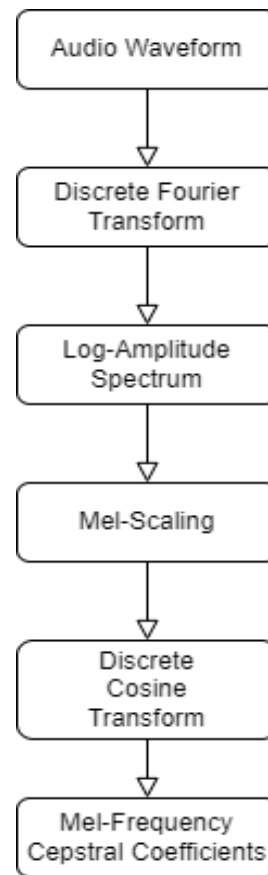 Audio Waveform
Discrete Fourier
Transform
Log-Amplitude
Spectrum
Mel-Scaling
Discrete
Cosine
Transform
Mel-Frequency
Cepstral Coefficients